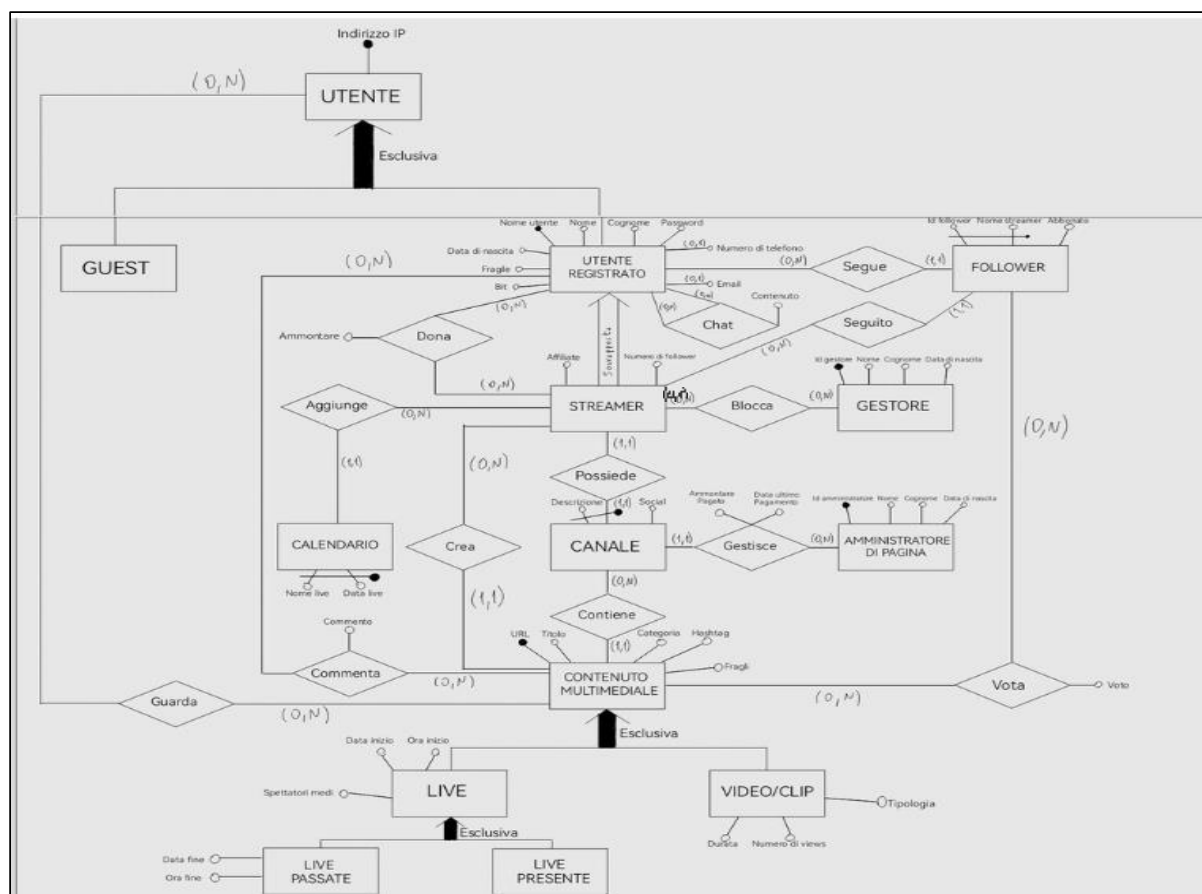 Indirizzo IP
(0,N)
UTENTE
Esclusiva
Nome utente Nome Cognome Password
Id follower Nome streamer Abbonato
Data di nascita
(0,1) Numero di telefono
GUEST
(0,N)
UTENTE
REGISTRATO
(0,N)
Segue
(1,1)
FOLLOWER
Fragile
Bit
(0,1) Email
(0,N)
Contenuto
Chat
Seguito
(1,1)
Ammontare
Dona
(0,N)
Affiliate
Numero di follower
Id gestore Nome Cognome Data di nascita
(0,N)
Aggiunge
(0,N)
STREAMER
(0,N)
Blocca
(0,N)
GESTORE
(0,N)
(1,1)
(0,N)
(1,1)
Possiede
Descrizione (1,1) Social
Ammontare
Pagato
Data ultimo
Pagamento
Id amministratore Nome Cognome Data di nascita
CALENDARIO
Crea
CANALE
(1,1)
Gestisce
(0,N)
AMMINISTRATORE
DI PAGINA
Nome live Data live
(0,N)
(1,1)
Contiene
Commento
URL Titolo (1,1) Categoria Hashtag
Commenta
(0,N)
CONTENUTO
MULTIMEDIALE
Fragli
Guarda
(0,N)
(0,N)
Vota
Voto
Esclusiva
Data inizio Ora inizio
Spettatori medi
LIVE
VIDEO/CLIP
Tipologia
Esclusiva
Durata Numero di views
Data fine
Ora fine
LIVE
PASSATE
LIVE
PRESENTE